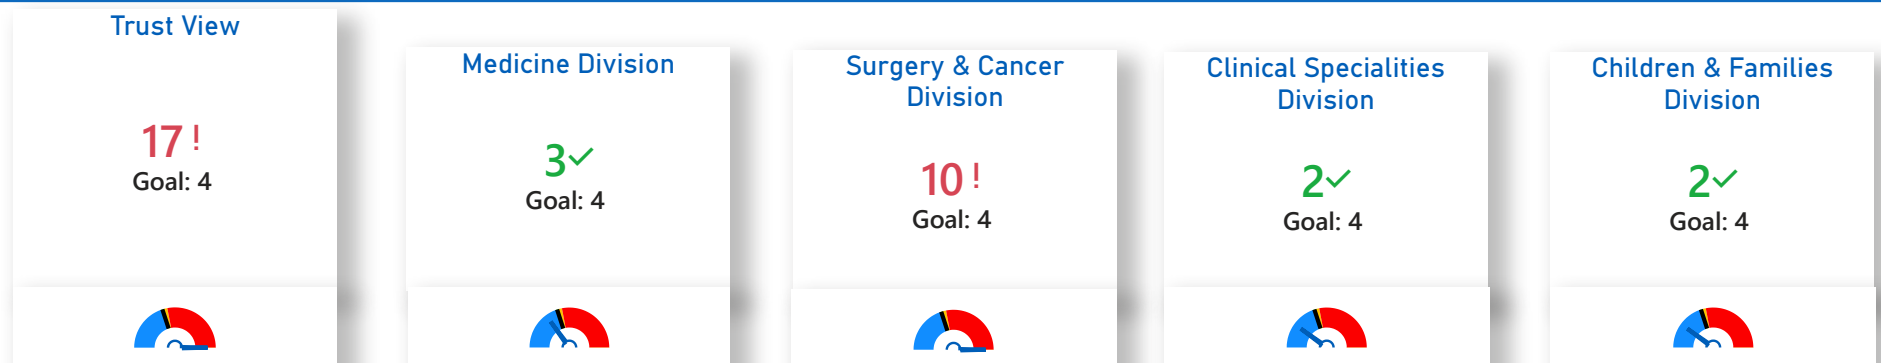 Trust View
17 !
Goal: 4
Medicine Division
3
Goal: 4
Surgery & Cancer
Division
10 !
Goal: 4
Clinical Specialities
Division
2
Goal: 4
Children & Families
Division
2
Goal: 4